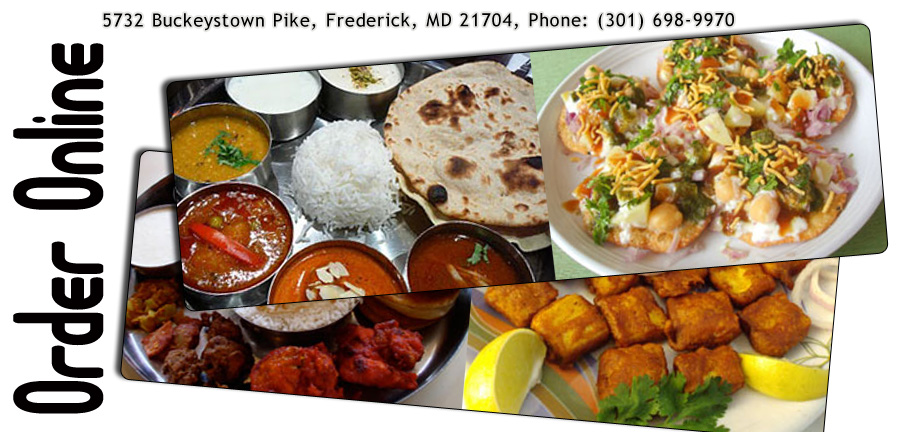 5732 Buckeystown Pike, Frederick, MD 21704, Phone: (301) 698-9970
Order Online